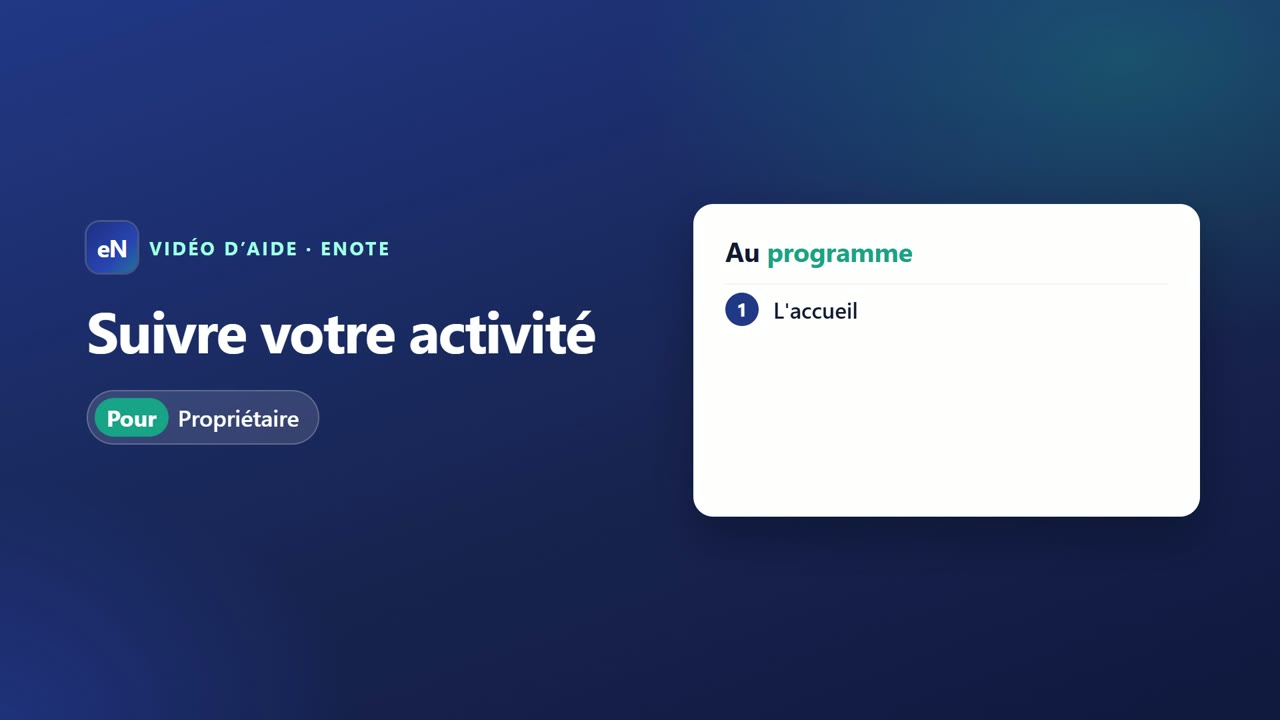 eN
VIDÉO D’AIDE · ENOTE
Suivre votre activité
Pour Propriétaire
Au programme
1 L'accueil